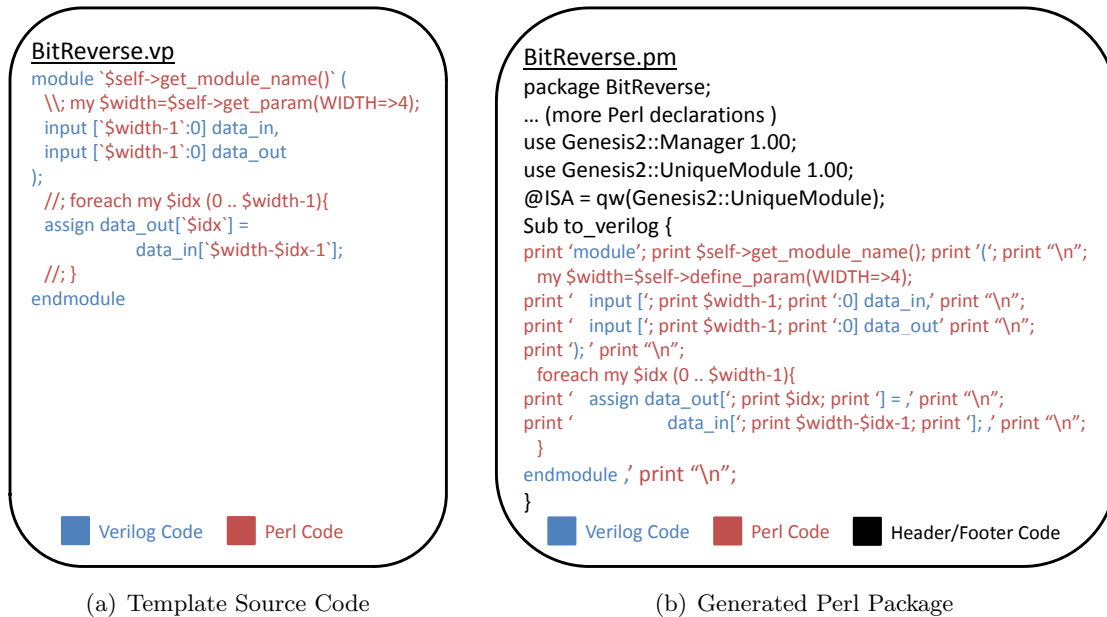 BitReverse.vp
module `$self->get_module_name()` (
\\; my $width=$self->get_param(WIDTH=>4);
input [`$width-1`:0] data_in,
input [`$width-1`:0] data_out
);
//; foreach my $idx (0 .. $width-1){
assign data_out[`$idx`] =
data_in[`$width-$idx-1`];
//; }
endmodule
Verilog Code
Perl Code
(a) Template Source Code
BitReverse.pm
package BitReverse;
... (more Perl declarations )
use Genesis2::Manager 1.00;
use Genesis2::UniqueModule 1.00;
@ISA = qw(Genesis2::UniqueModule);
Sub to_verilog {
print ‘module’; print $self->get_module_name(); print ’(‘; print “\n”;
my $width=$self->define_param(WIDTH=>4);
print ‘ input [‘; print $width-1; print ‘:0] data_in,’ print “\n”;
print ‘ input [‘; print $width-1; print ‘:0] data_out’ print “\n”;
print ‘); ’ print “\n”;
foreach my $idx (0 .. $width-1){
print ‘ assign data_out[‘; print $idx; print ‘] = ,’ print “\n”;
print ‘ data_in[‘; print $width-$idx-1; print ‘]; ,’ print “\n”;
}
endmodule ,’ print “\n”;
}
Verilog Code
Perl Code
Header/Footer Code
(b) Generated Perl Package